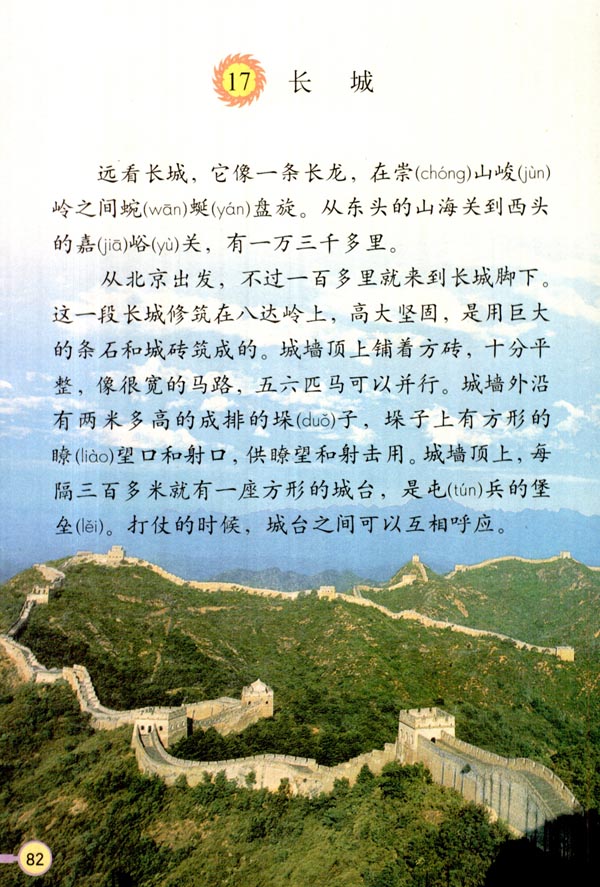 17 长 城
远看长城，它像一条长龙，在崇(chóng)山峻(jùn)
岭之间蜿(wān)蜒(yán)盘旋。从东头的山海关到西头
的嘉(jiā)峪(yù)关，有一万三千多里。
从北京出发，不过一百多里就来到长城脚下。
这一段长城修筑在八达岭上，高大坚固，是用巨大
的条石和城砖筑成的。城墙顶上铺着方砖，十分平
整，像很宽的马路，五六匹马可以并行。城墙外沿
有两米多高的成排的垛(duǒ)子，垛子上有方形的
瞭(liào)望口和射口，供瞭望和射击用。城墙顶上，每
隔三百多米就有一座方形的城台，是屯(tún)兵的堡
垒(lěi)。打仗的时候，城台之间可以互相呼应。
82